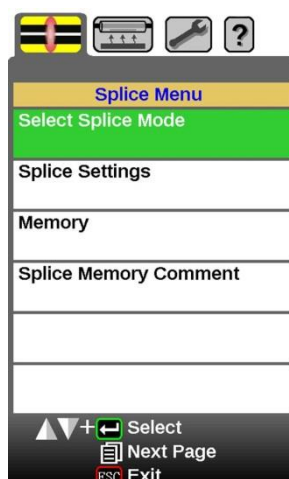 ?
Splice Menu
Select Splice Mode
Splice Settings
Memory
Splice Memory Comment
+ Select
Next Page
ESC Exit